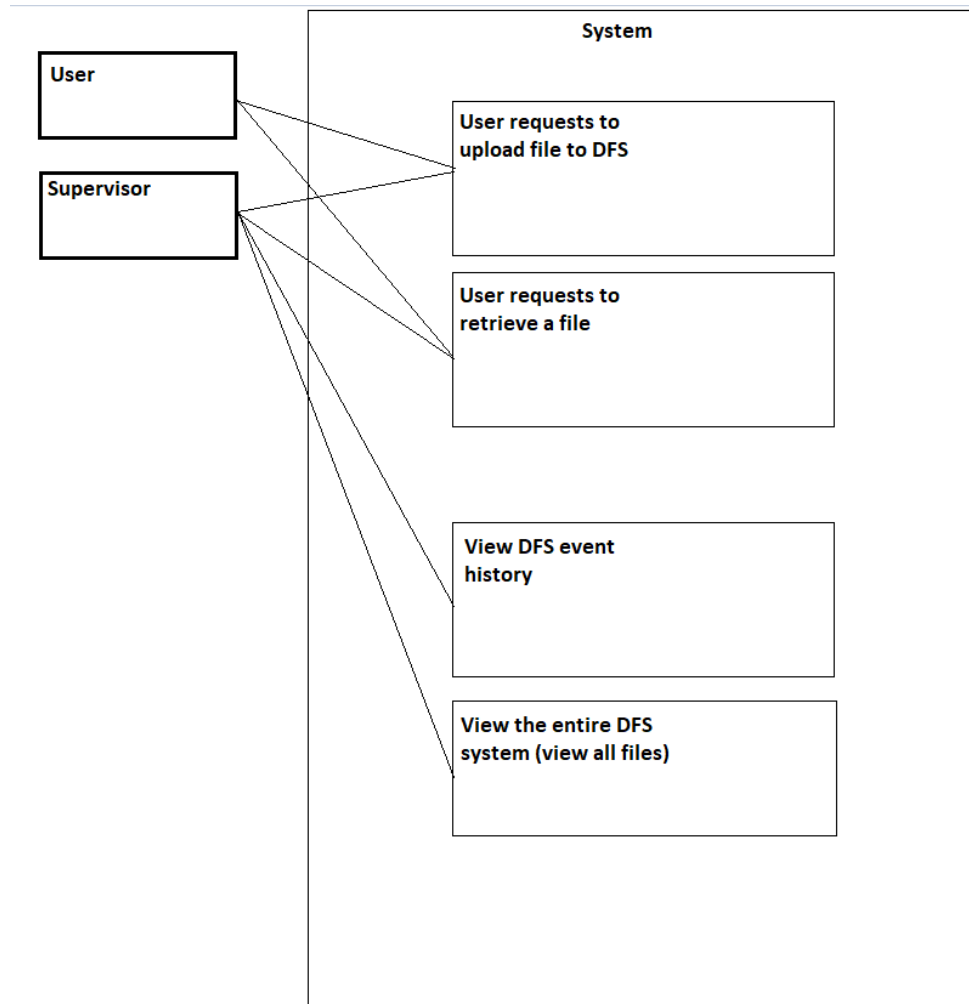 System
User
Supervisor
User requests to
upload file to DFS
User requests to
retrieve a file
View DFS event
history
View the entire DFS
system (view all files)